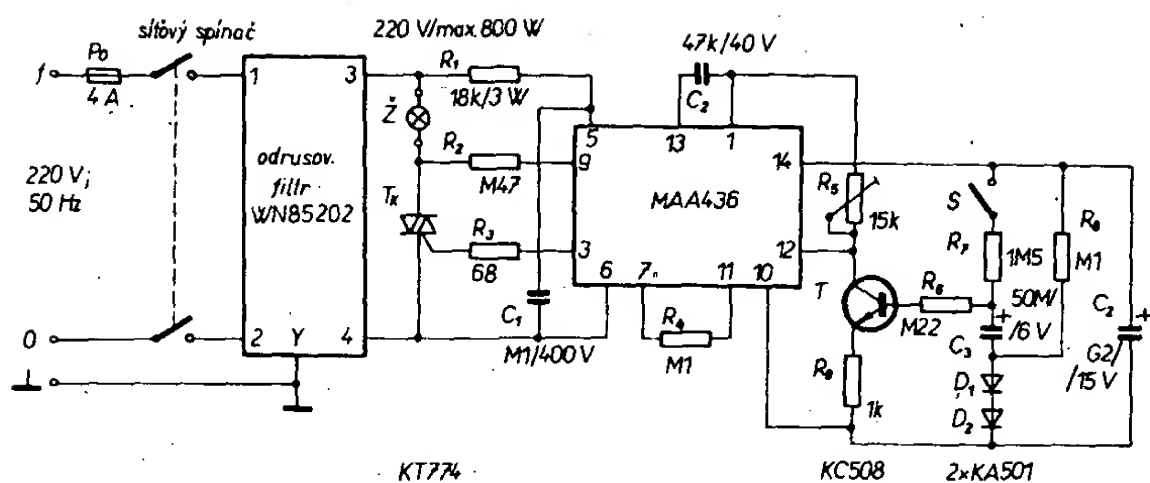 síťový spínač
220 V/max. 800 W
47k/40 V
f
Po
4 A
1
3
R1
18k/3 W
C2
5
13
1
Ž
odrusov.
filtr
WN85202
220 V;
50 Hz
R2
M47
9
14
MAA436
R5
15k
S
R7
1M5
R8
M1
Tk
R3
68
3
12
6
7
11
10
T
R6
M22
50M/
/6 V
C3
C2
G2/
/15 V
C1
M1/400 V
R4
M1
0
2
Y
4
R9
1k
D1
D2
KT774
KC508
2×KA501